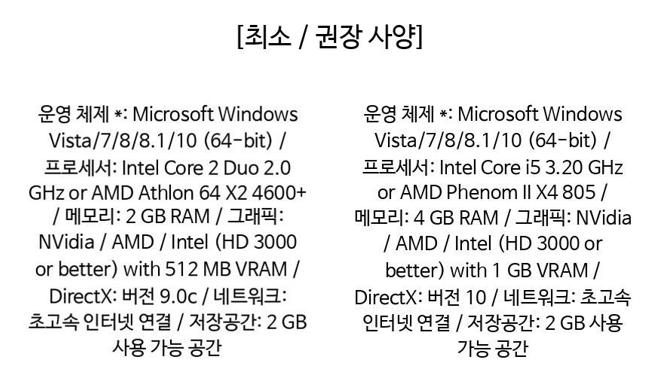 [최소 / 권장 사양]
운영 체제 *: Microsoft Windows
Vista/7/8/8.1/10 (64-bit) /
프로세서: Intel Core 2 Duo 2.0
GHz or AMD Athlon 64 X2 4600+
/ 메모리: 2 GB RAM / 그래픽:
NVidia / AMD / Intel (HD 3000
or better) with 512 MB VRAM /
DirectX: 버전 9.0c / 네트워크:
초고속 인터넷 연결 / 저장공간: 2 GB
사용 가능 공간
운영 체제 *: Microsoft Windows
Vista/7/8/8.1/10 (64-bit) /
프로세서: Intel Core i5 3.20 GHz
or AMD Phenom II X4 805 /
메모리: 4 GB RAM / 그래픽: NVidia
/ AMD / Intel (HD 3000 or
better) with 1 GB VRAM /
DirectX: 버전 10 / 네트워크: 초고속
인터넷 연결 / 저장공간: 2 GB 사용
가능 공간